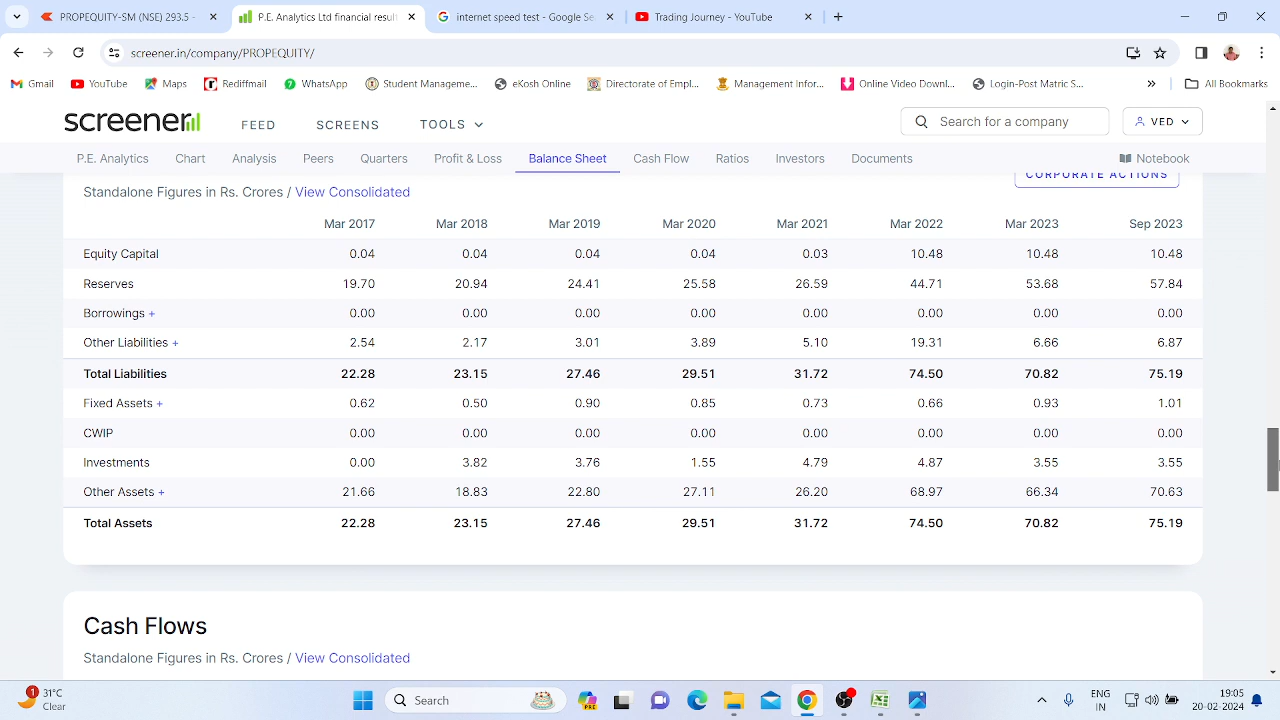 PROPEQUITY-SM (NSE) 293.5 -
P.E. Analytics Ltd financial result
internet speed test - Google Se
Trading Journey - YouTube
screener.in/company/PROPEQUITY/
Gmail YouTube Maps Rediffmail WhatsApp Student Manageme... eKosh Online Directorate of Empl... Management Infor... Online Video Downl... Login-Post Matric S... » All Bookmarks
screener FEED SCREENS TOOLS Search for a company VED
P.E. Analytics Chart Analysis Peers Quarters Profit & Loss Balance Sheet Cash Flow Ratios Investors Documents Notebook
CORPORATE ACTIONS
Standalone Figures in Rs. Crores / View Consolidated
Mar 2017 Mar 2018 Mar 2019 Mar 2020 Mar 2021 Mar 2022 Mar 2023 Sep 2023
Equity Capital 0.04 0.04 0.04 0.04 0.03 10.48 10.48 10.48
Reserves 19.70 20.94 24.41 25.58 26.59 44.71 53.68 57.84
Borrowings + 0.00 0.00 0.00 0.00 0.00 0.00 0.00 0.00
Other Liabilities + 2.54 2.17 3.01 3.89 5.10 19.31 6.66 6.87
Total Liabilities 22.28 23.15 27.46 29.51 31.72 74.50 70.82 75.19
Fixed Assets + 0.62 0.50 0.90 0.85 0.73 0.66 0.93 1.01
CWIP 0.00 0.00 0.00 0.00 0.00 0.00 0.00 0.00
Investments 0.00 3.82 3.76 1.55 4.79 4.87 3.55 3.55
Other Assets + 21.66 18.83 22.80 27.11 26.20 68.97 66.34 70.63
Total Assets 22.28 23.15 27.46 29.51 31.72 74.50 70.82 75.19
Cash Flows
Standalone Figures in Rs. Crores / View Consolidated
1 31°C
Clear
Search
PRE
ENG
IN
19:05
20-02-2024